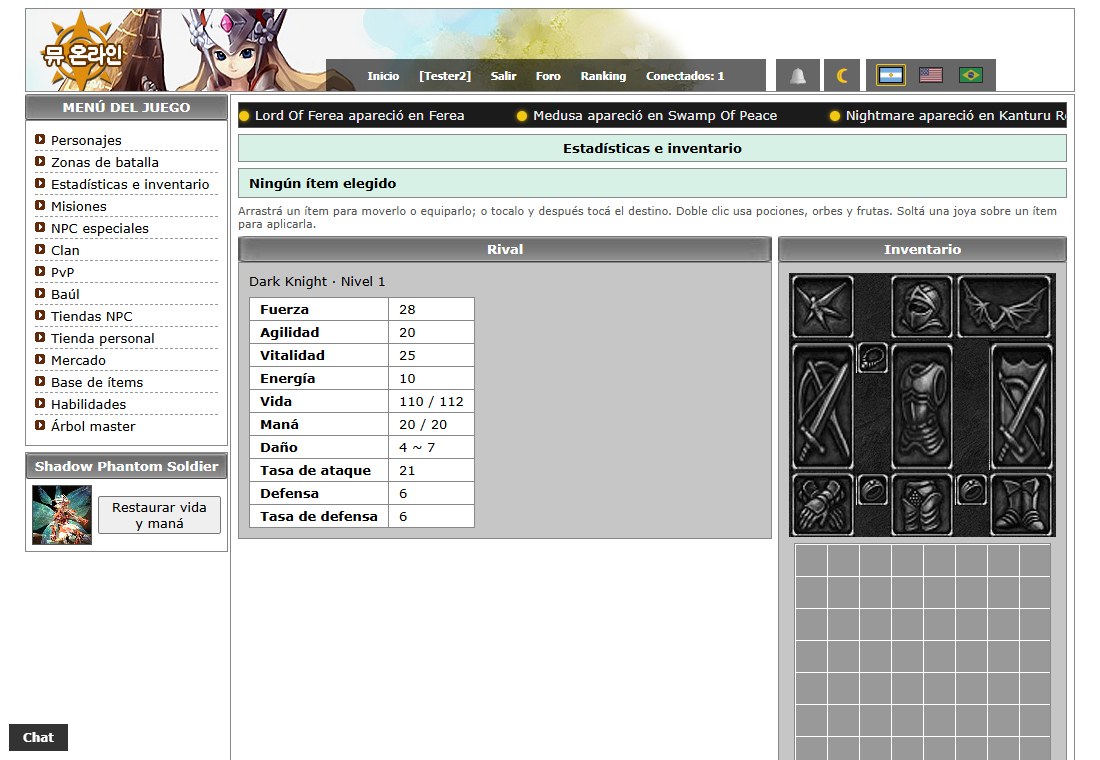 뮤 온라인
Inicio [Tester2] Salir Foro Ranking Conectados: 1
MENÚ DEL JUEGO
Personajes
Zonas de batalla
Estadísticas e inventario
Misiones
NPC especiales
Clan
PvP
Baúl
Tiendas NPC
Tienda personal
Mercado
Base de ítems
Habilidades
Árbol master
Shadow Phantom Soldier
Restaurar vida
y maná
Lord Of Ferea apareció en Ferea Medusa apareció en Swamp Of Peace Nightmare apareció en Kanturu
Estadísticas e inventario
Ningún ítem elegido
Arrastrá un ítem para moverlo o equiparlo; o tocalo y después tocá el destino. Doble clic usa pociones, orbes y frutas. Soltá una joya sobre un ítem
para aplicarla.
Rival
Dark Knight · Nivel 1
Fuerza 28
Agilidad 20
Vitalidad 25
Energía 10
Vida 110 / 112
Maná 20 / 20
Daño 4 ~ 7
Tasa de ataque 21
Defensa 6
Tasa de defensa 6
Inventario
Chat